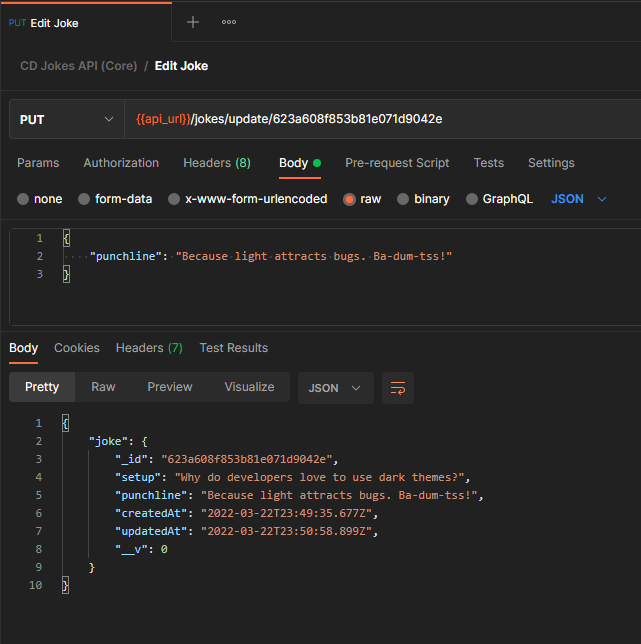 PUT Edit Joke
CD Jokes API (Core) / Edit Joke
PUT {{api_url}}/jokes/update/623a608f853b81e071d9042e
Params Authorization Headers (8) Body Pre-request Script Tests Settings
none form-data x-www-form-urlencoded raw binary GraphQL JSON
1 {
2 "punchline": "Because light attracts bugs. Ba-dum-tss!"
3 }
Body Cookies Headers (7) Test Results
Pretty Raw Preview Visualize JSON
1 {
2 "joke": {
3 "_id": "623a608f853b81e071d9042e",
4 "setup": "Why do developers love to use dark themes?",
5 "punchline": "Because light attracts bugs. Ba-dum-tss!",
6 "createdAt": "2022-03-22T23:49:35.677Z",
7 "updatedAt": "2022-03-22T23:50:58.899Z",
8 "__v": 0
9 }
10 }